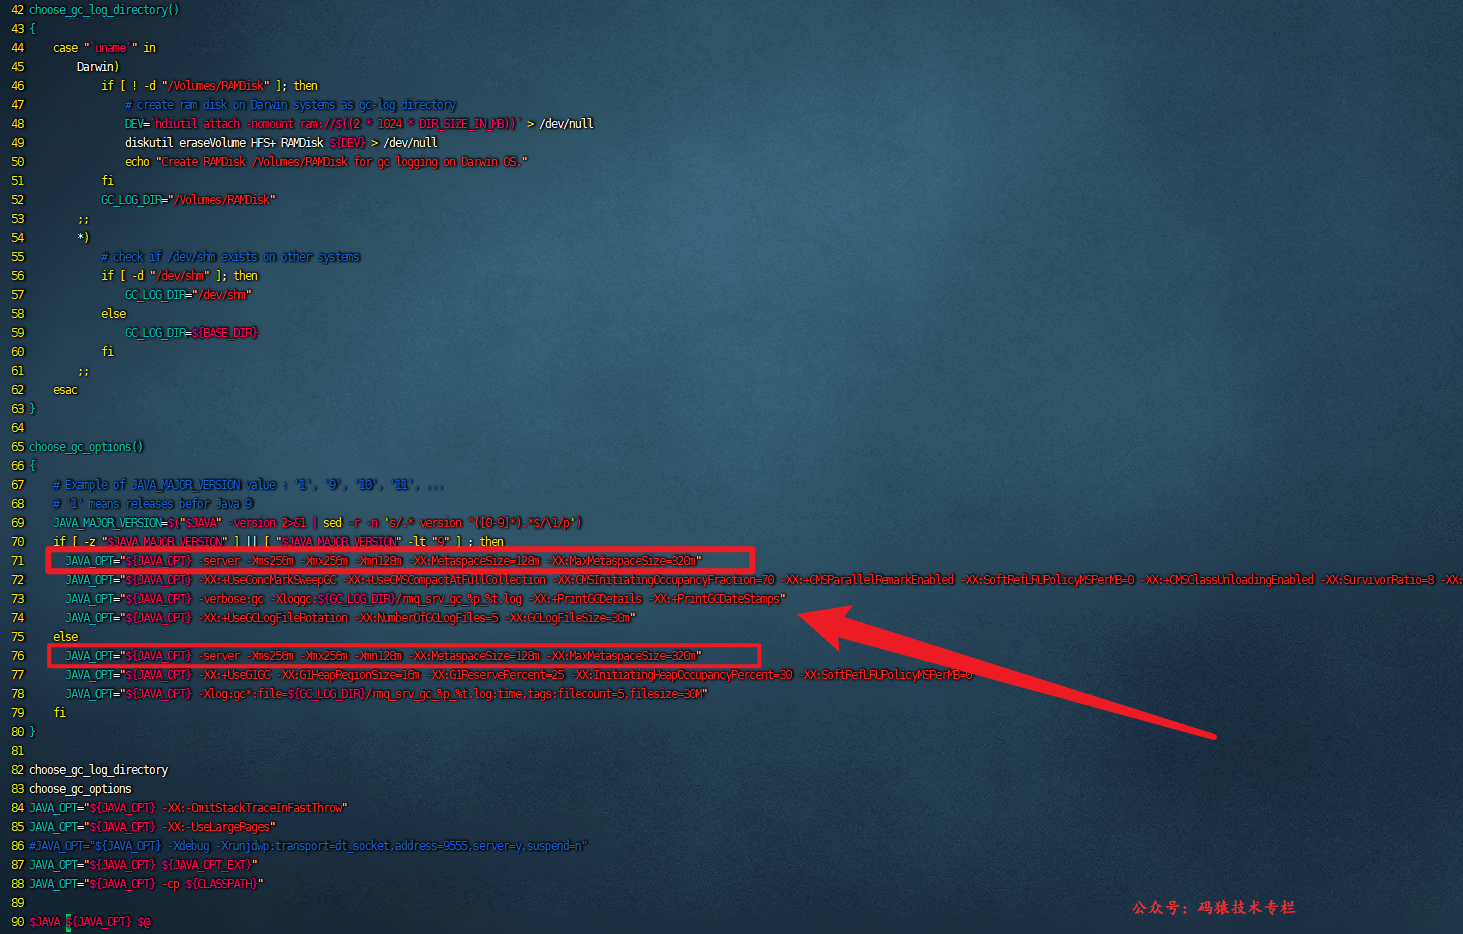 42 choose_gc_log_directory()
43 {
44     case "`uname`" in
45         Darwin)
46             if [ ! -d "/Volumes/RAMDisk" ]; then
47                 # create ram disk on Darwin systems as gc-log directory
48                 DEV=`hdiutil attach -nomount ram://$((2 * 1024 * DIR_SIZE_IN_MB))` > /dev/null
49                 diskutil eraseVolume HFS+ RAMDisk ${DEV} > /dev/null
50                 echo "Create RAMDisk /Volumes/RAMDisk for gc logging on Darwin OS."
51             fi
52             GC_LOG_DIR="/Volumes/RAMDisk"
53         ;;
54         *)
55             # check if /dev/shm exists on other systems
56             if [ -d "/dev/shm" ]; then
57                 GC_LOG_DIR="/dev/shm"
58             else
59                 GC_LOG_DIR=${BASE_DIR}
60             fi
61         ;;
62     esac
63 }
64
65 choose_gc_options()
66 {
67     # Example of JAVA_MAJOR_VERSION value : '1', '9', '10', '11', ...
68     # '1' means releases befor Java 9
69     JAVA_MAJOR_VERSION=$("$JAVA" -version 2>&1 | sed -r -n 's/.* version "([0-9]*).*$/\1/p')
70     if [ -z "$JAVA_MAJOR_VERSION" ] || [ "$JAVA_MAJOR_VERSION" -lt "9" ] ; then
71       JAVA_OPT="${JAVA_OPT} -server -Xms256m -Xmx256m -Xmn128m -XX:MetaspaceSize=128m -XX:MaxMetaspaceSize=320m"
72       JAVA_OPT="${JAVA_OPT} -XX:+UseConcMarkSweepGC -XX:+UseCMSCompactAtFullCollection -XX:CMSInitiatingOccupancyFraction=70 -XX:+CMSParallelRemarkEnabled -XX:SoftRefLRUPolicyMSPerMB=0 -XX:+CMSClassUnloadingEnabled -XX:SurvivorRatio=8 -XX:
73       JAVA_OPT="${JAVA_OPT} -verbose:gc -Xloggc:${GC_LOG_DIR}/rmq_srv_gc_%p_%t.log -XX:+PrintGCDetails -XX:+PrintGCDateStamps"
74       JAVA_OPT="${JAVA_OPT} -XX:+UseGCLogFileRotation -XX:NumberOfGCLogFiles=5 -XX:GCLogFileSize=30m"
75     else
76       JAVA_OPT="${JAVA_OPT} -server -Xms256m -Xmx256m -Xmn128m -XX:MetaspaceSize=128m -XX:MaxMetaspaceSize=320m"
77       JAVA_OPT="${JAVA_OPT} -XX:+UseG1GC -XX:G1HeapRegionSize=16m -XX:G1ReservePercent=25 -XX:InitiatingHeapOccupancyPercent=30 -XX:SoftRefLRUPolicyMSPerMB=0"
78       JAVA_OPT="${JAVA_OPT} -Xlog:gc*:file=${GC_LOG_DIR}/rmq_srv_gc_%p_%t.log:time,tags:filecount=5,filesize=30M"
79     fi
80 }
81
82 choose_gc_log_directory
83 choose_gc_options
84 JAVA_OPT="${JAVA_OPT} -XX:-OmitStackTraceInFastThrow"
85 JAVA_OPT="${JAVA_OPT} -XX:-UseLargePages"
86 #JAVA_OPT="${JAVA_OPT} -Xdebug -Xrunjdwp:transport=dt_socket,address=9555,server=y,suspend=n"
87 JAVA_OPT="${JAVA_OPT} ${JAVA_OPT_EXT}"
88 JAVA_OPT="${JAVA_OPT} -cp ${CLASSPATH}"
89
90 $JAVA ${JAVA_OPT} $@
公众号：码猿技术专栏